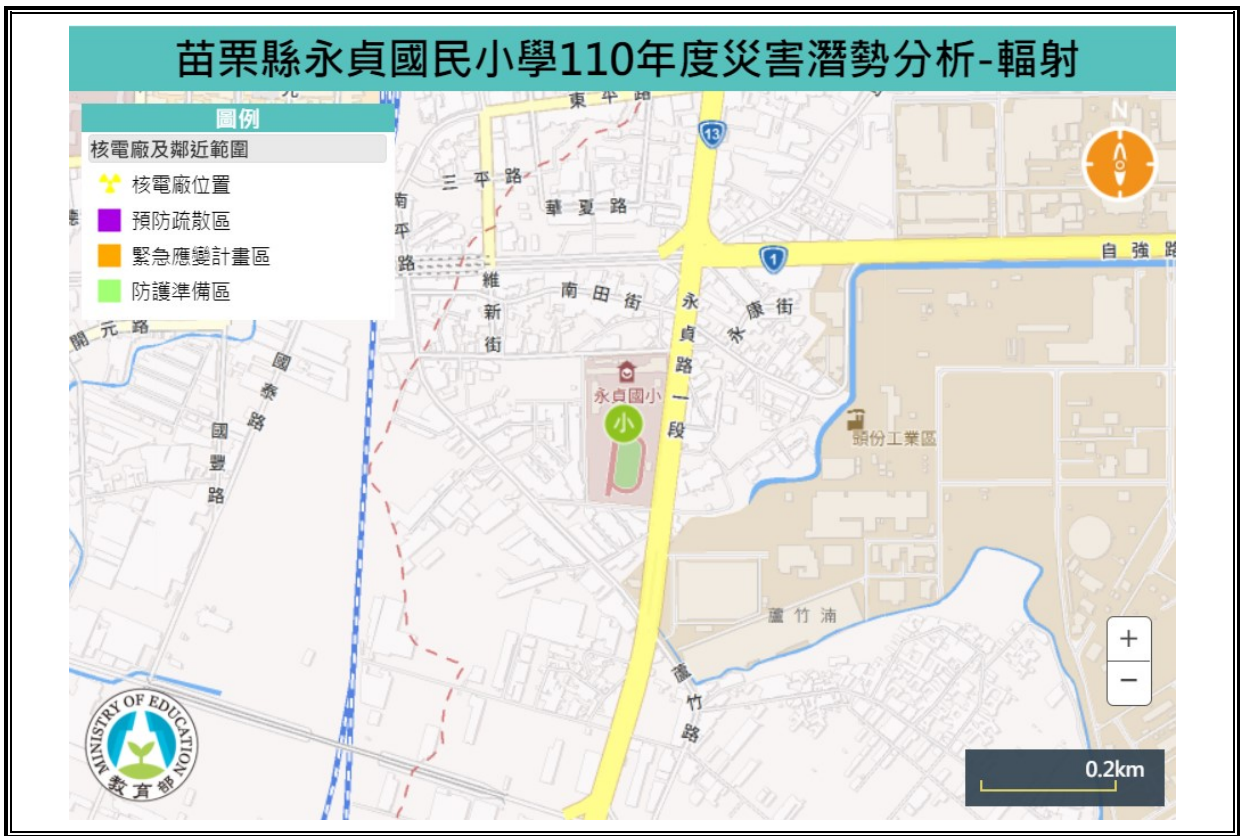 苗栗縣永貞國民小學110年度災害潛勢分析-輻射
圖例
核電廠及鄰近範圍
核電廠位置
預防疏散區
緊急應變計畫區
防護準備區
N
東平路
13
三平路
南平路
華夏路
1
自強路
維新街
南田街
永貞路一段
永康街
開元路
國泰路
國豐路
永貞國小
小
頭份工業區
蘆竹湳
蘆竹路
+
−
0.2km
MINISTRY OF EDUCATION
教育部